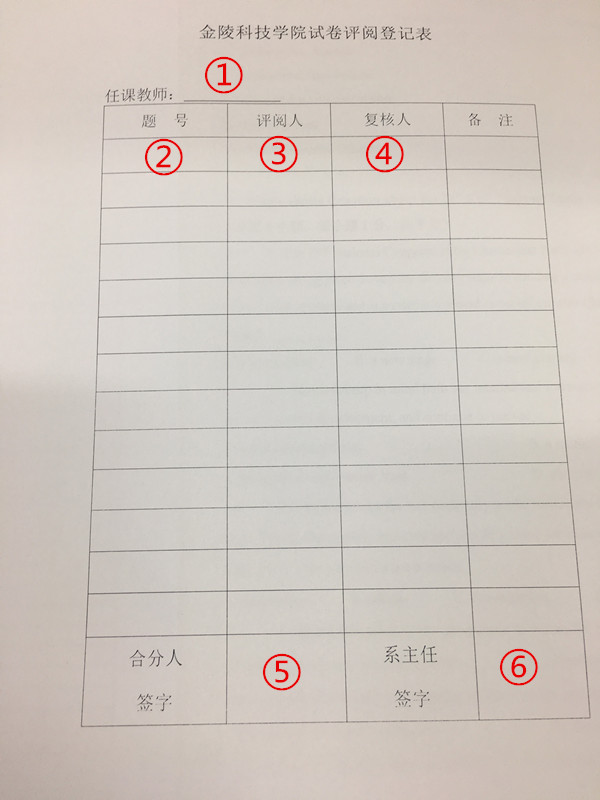 金陵科技学院试卷评阅登记表
①
任课教师：
题 号 评阅人 复核人 备 注
② ③ ④
合分人 系主任
⑤ ⑥
签字 签字